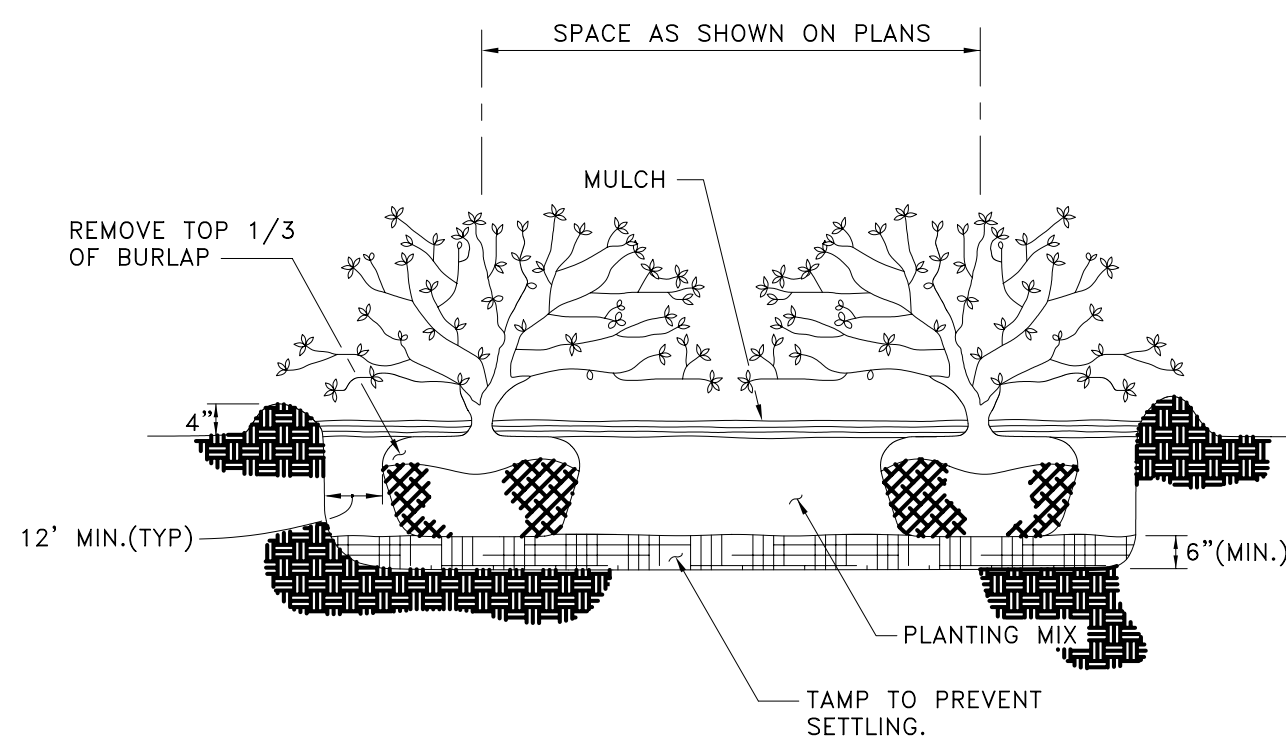 SPACE AS SHOWN ON PLANS
MULCH
REMOVE TOP 1/3
OF BURLAP
4"
12' MIN.(TYP)
6"(MIN.)
PLANTING MIX
TAMP TO PREVENT
SETTLING.